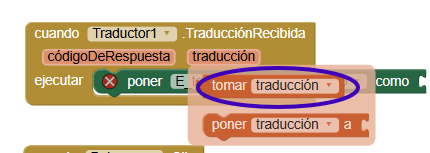 cuando Traductor1 .TraducciónRecibida
códigoDeRespuesta traducción
ejecutar poner E tomar traducción como
poner traducción a